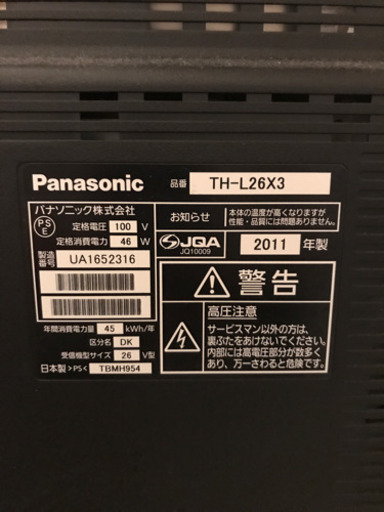 Panasonic 品番 TH-L26X3
パナソニック株式会社
PS
E
定格電圧 100 V
定格消費電力 46 W
製造番号 UA1652316
お知らせ
本体の温度が高くなりますが
性能や品質には問題ありません。
JQA
JQ10009
2011 年製
年間消費電力量 45 kWh/年
区分名 DK
受信機型サイズ 26 V型
日本製 >PS< TBMH954
警告
高圧注意
サービスマン以外の方は、
裏ぶたをあけないでください。
内部には高電圧部分が数多く
あり、万一さわると危険です。